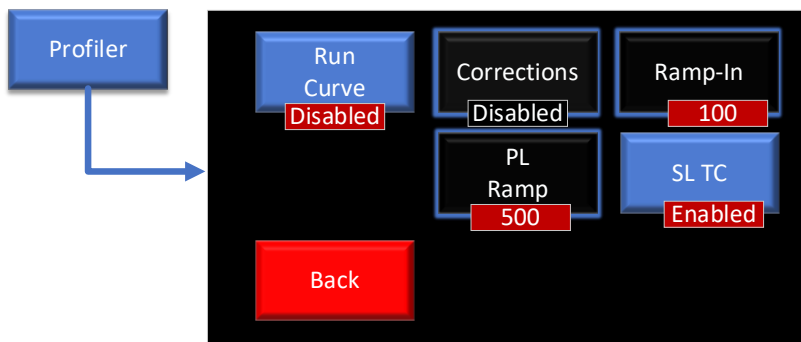 Profiler
Run
Curve
Disabled
Corrections
Disabled
Ramp-In
100
PL
Ramp
500
SL TC
Enabled
Back